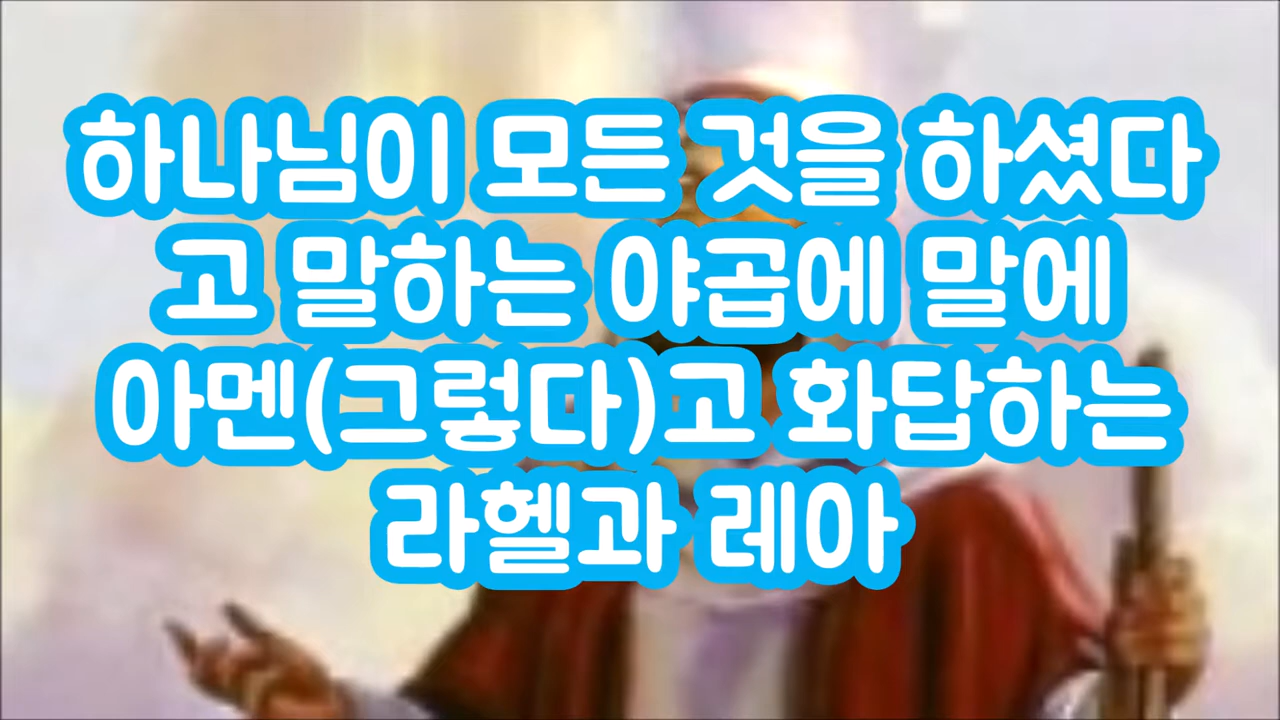 하나님이 모든 것을 하셨다
고 말하는 야곱에 말에
아멘(그렇다)고 화답하는
라헬과 레아